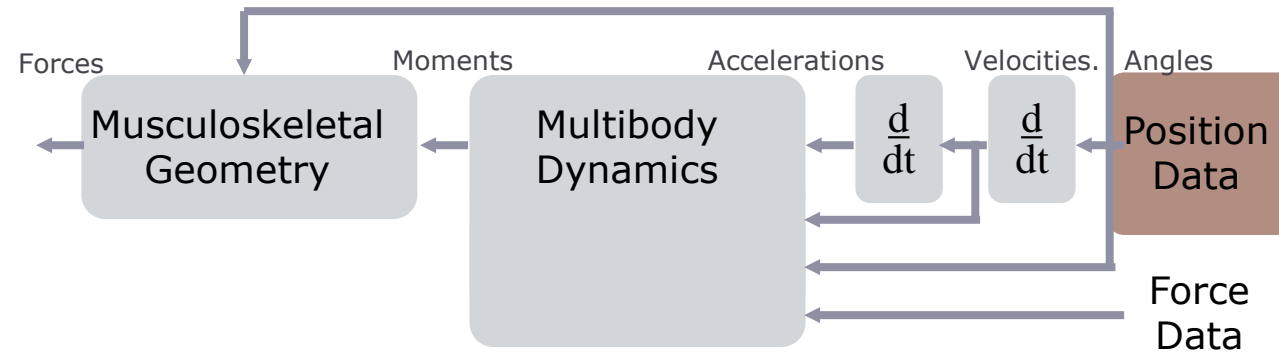 Forces
Moments
Accelerations
Velocities.
Angles
Musculoskeletal
Geometry
Multibody
Dynamics
d
dt
d
dt
Position
Data
Force
Data